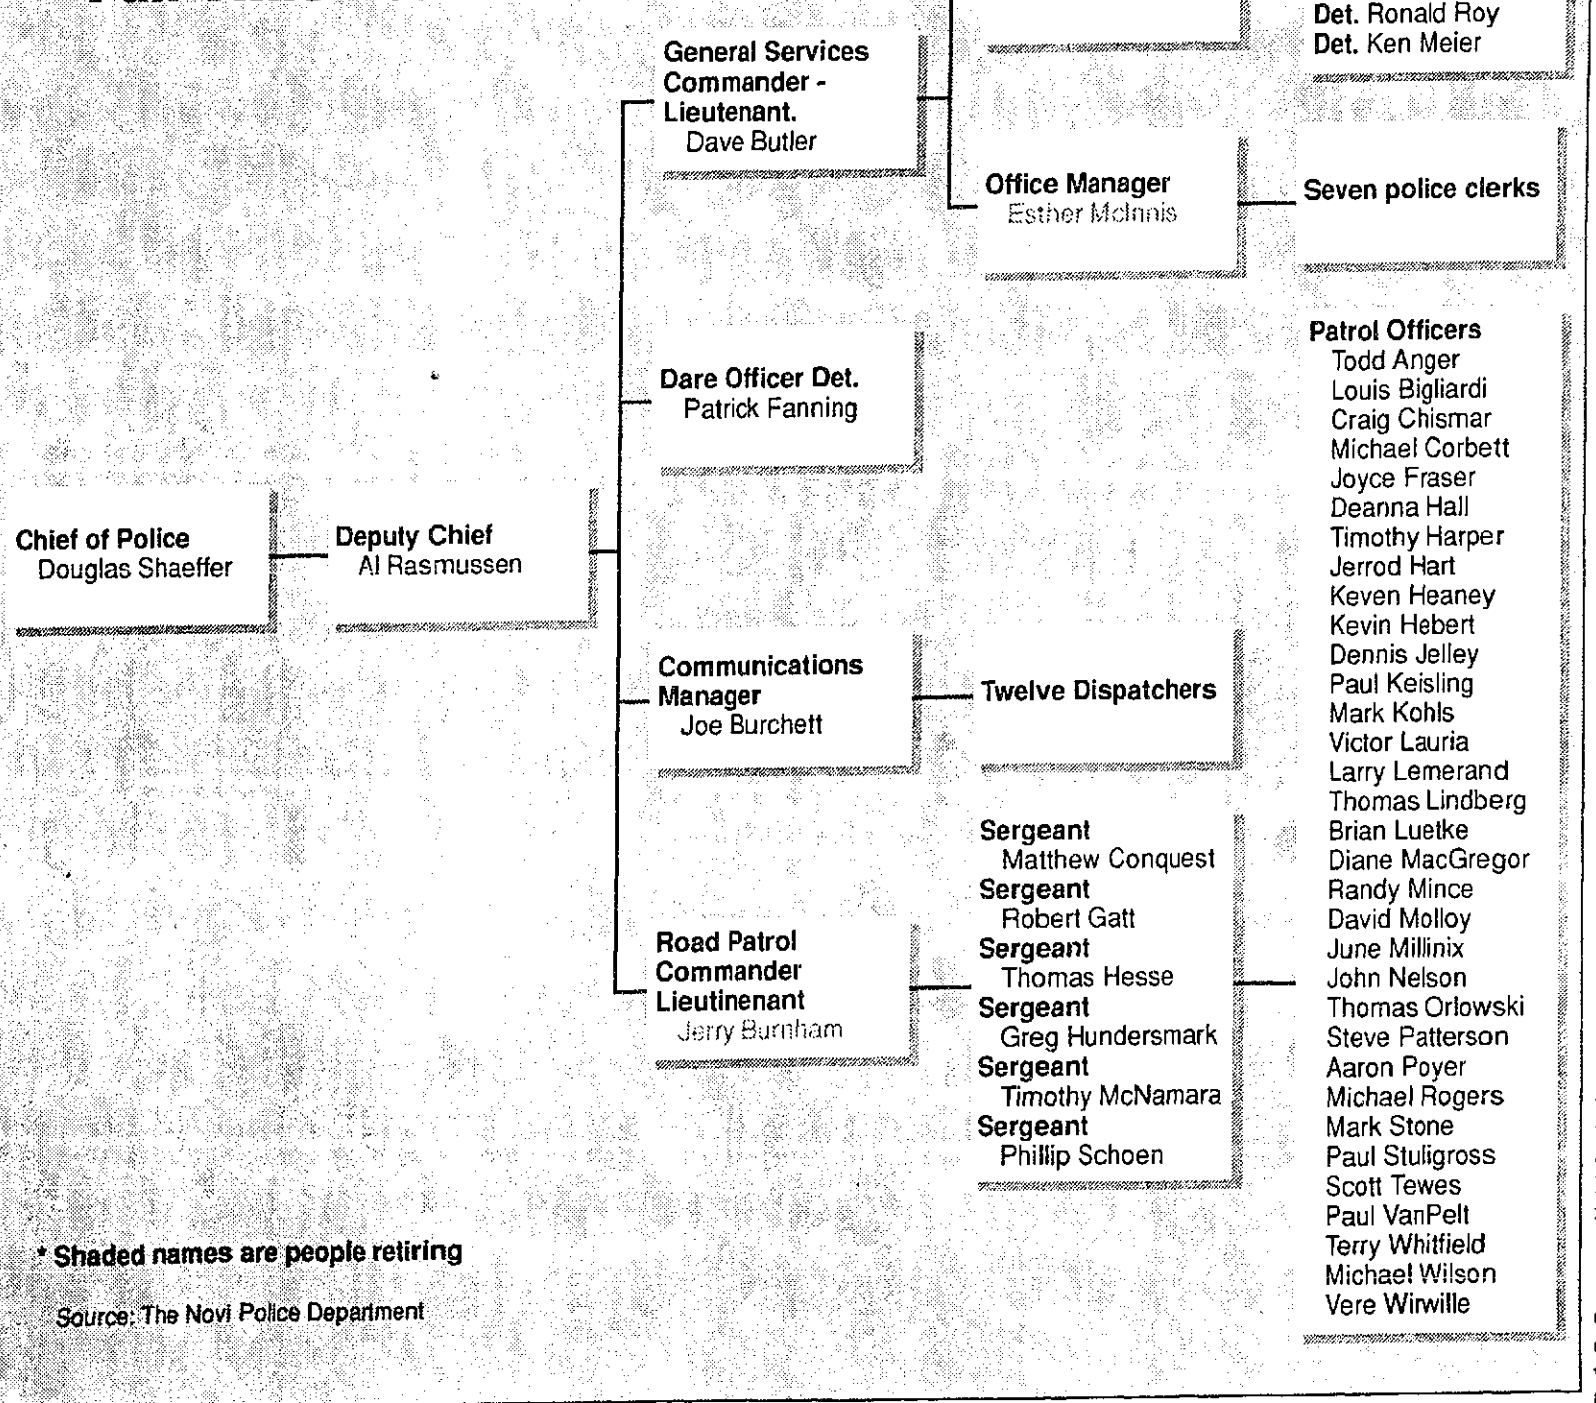 Det. Ronald Roy
Det. Ken Meier
General Services
Commander -
Lieutenant.
Dave Butler
Office Manager
Esther McInnis
Seven police clerks
Dare Officer Det.
Patrick Fanning
Chief of Police
Douglas Shaeffer
Deputy Chief
Al Rasmussen
Communications
Manager
Joe Burchett
Twelve Dispatchers
Road Patrol
Commander
Lieutinenant
Jerry Burnham
Sergeant
Matthew Conquest
Sergeant
Robert Gatt
Sergeant
Thomas Hesse
Sergeant
Greg Hundersmark
Sergeant
Timothy McNamara
Sergeant
Phillip Schoen
Patrol Officers
Todd Anger
Louis Bigliardi
Craig Chismar
Michael Corbett
Joyce Fraser
Deanna Hall
Timothy Harper
Jerrod Hart
Keven Heaney
Kevin Hebert
Dennis Jelley
Paul Keisling
Mark Kohls
Victor Lauria
Larry Lemerand
Thomas Lindberg
Brian Luetke
Diane MacGregor
Randy Mince
David Molloy
June Millinix
John Nelson
Thomas Orlowski
Steve Patterson
Aaron Poyer
Michael Rogers
Mark Stone
Paul Stuligross
Scott Tewes
Paul VanPelt
Terry Whitfield
Michael Wilson
Vere Wirwille
* Shaded names are people retiring
Source: The Novi Police Department